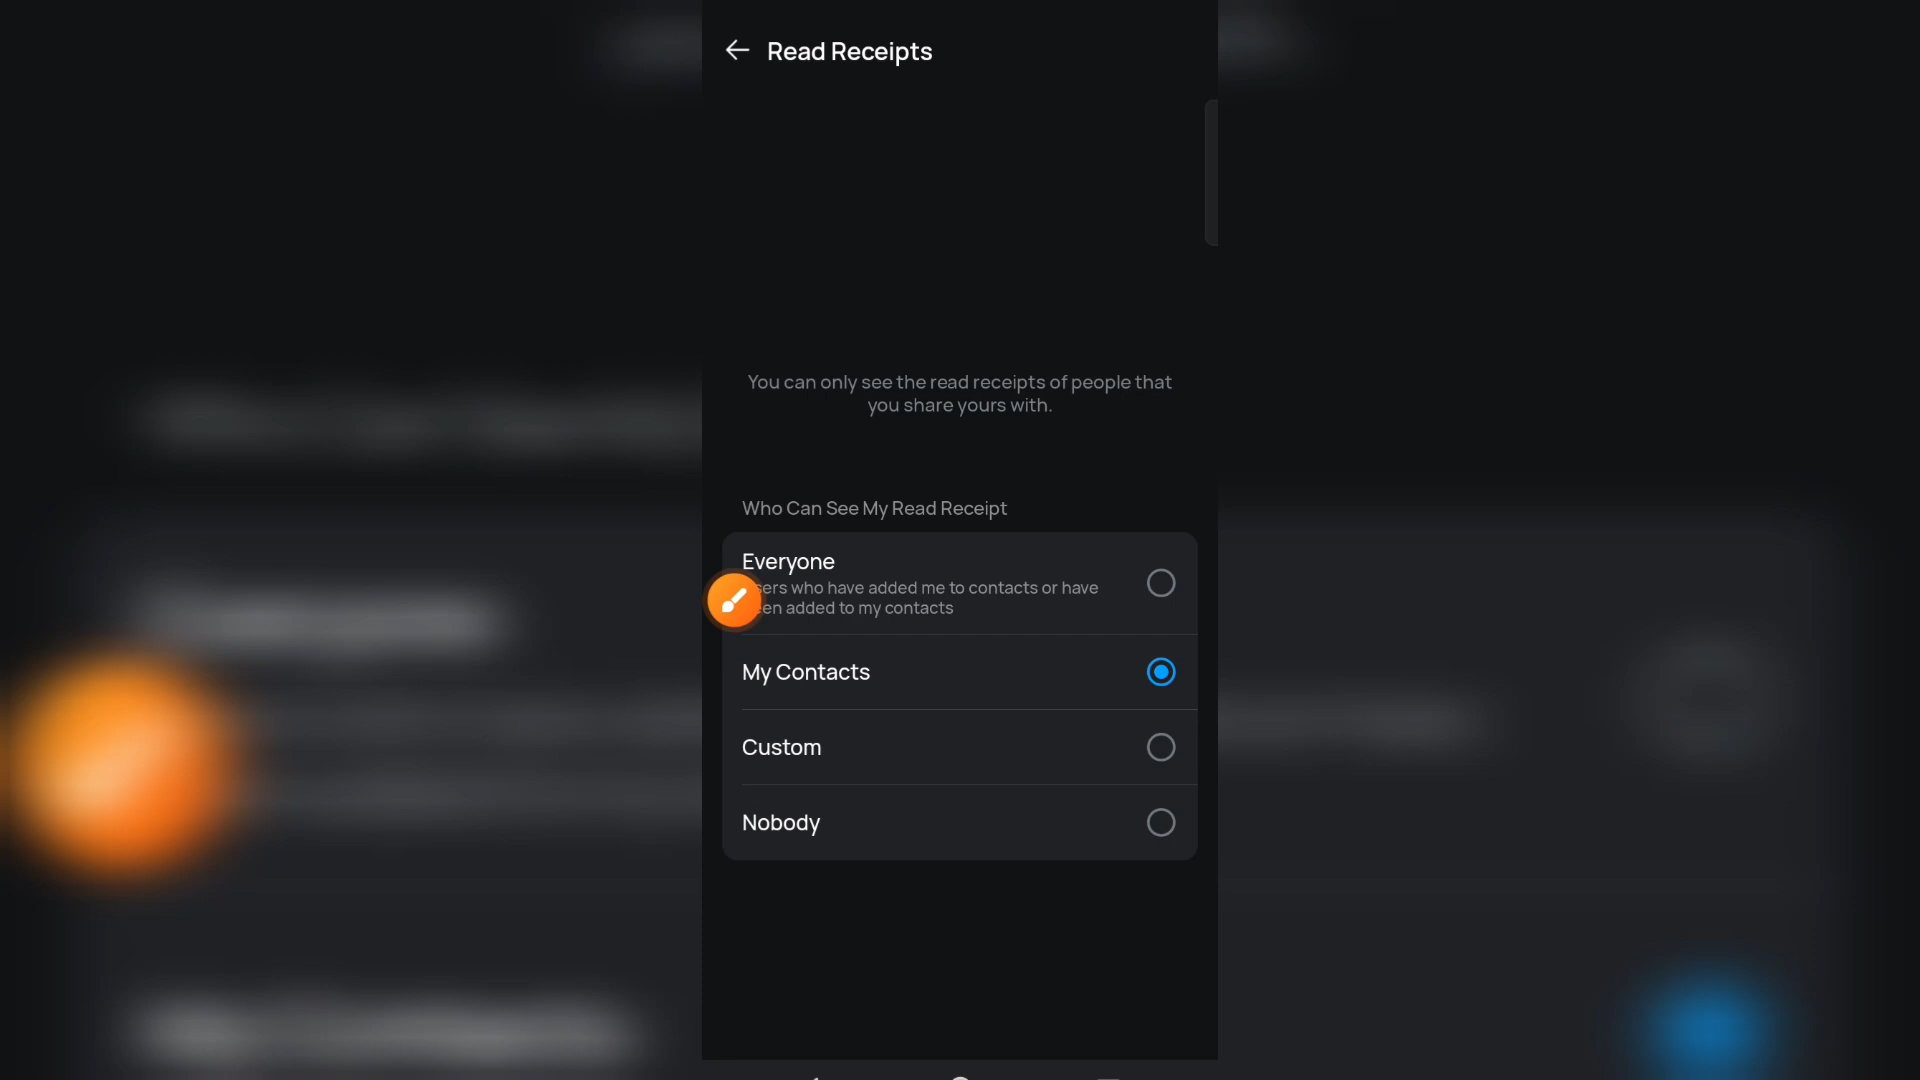 Read Receipts
You can only see the read receipts of people that
you share yours with.
Who Can See My Read Receipt
Everyone
sers who have added me to contacts or have
een added to my contacts
My Contacts
Custom
Nobody